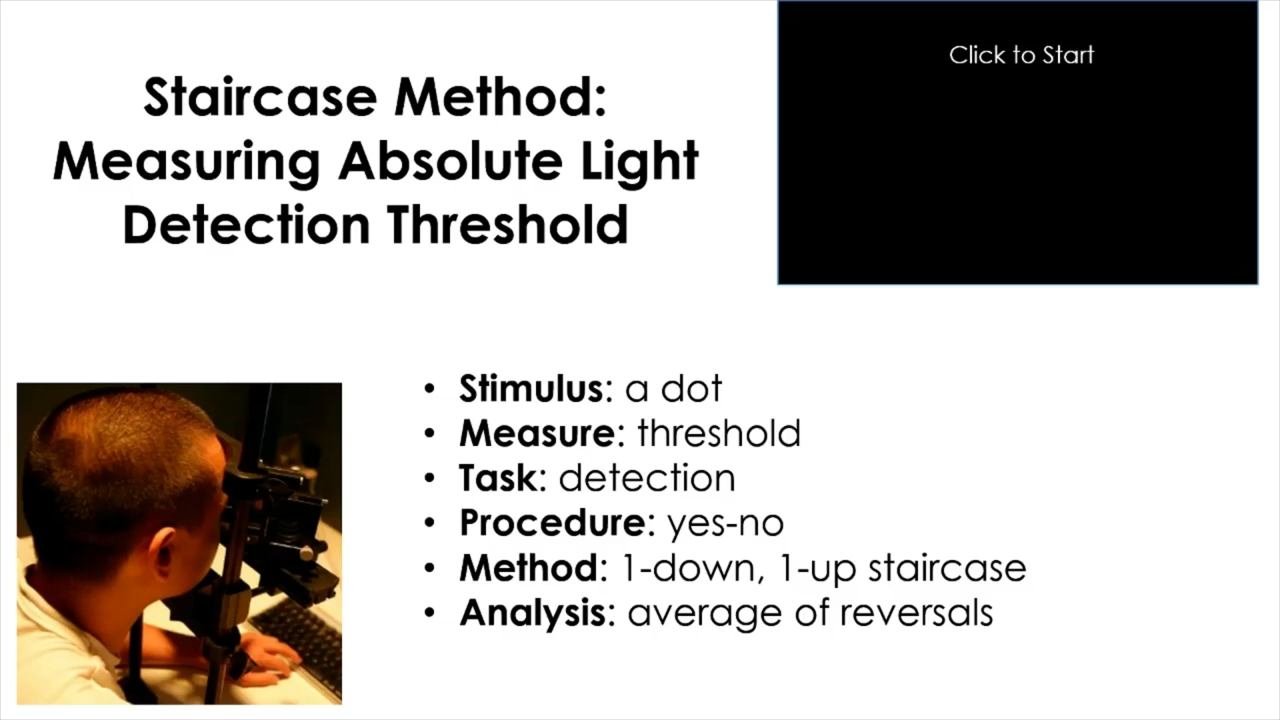 Staircase Method:
Measuring Absolute Light
Detection Threshold
Click to Start
• Stimulus: a dot
• Measure: threshold
• Task: detection
• Procedure: yes-no
• Method: 1-down, 1-up staircase
• Analysis: average of reversals